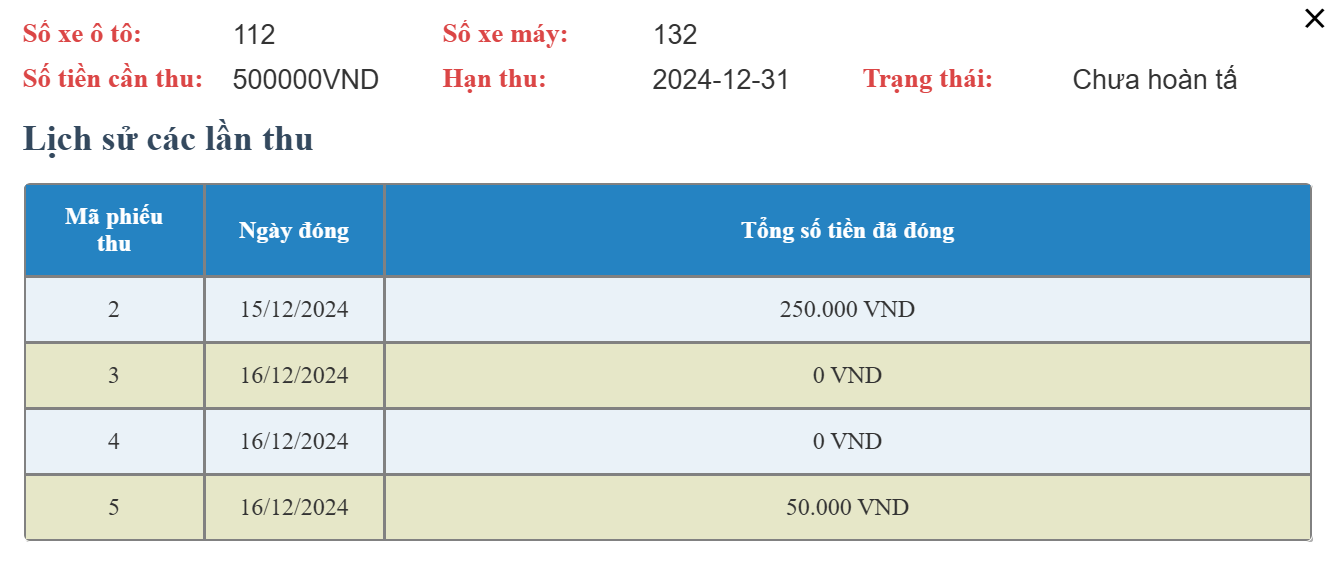 Số xe ô tô: 112 Số xe máy: 132
Số tiền cần thu: 500000VND Hạn thu: 2024-12-31 Trạng thái: Chưa hoàn tấ
Lịch sử các lần thu
Mã phiếu
thu
Ngày đóng
Tổng số tiền đã đóng
2 15/12/2024 250.000 VND
3 16/12/2024 0 VND
4 16/12/2024 0 VND
5 16/12/2024 50.000 VND